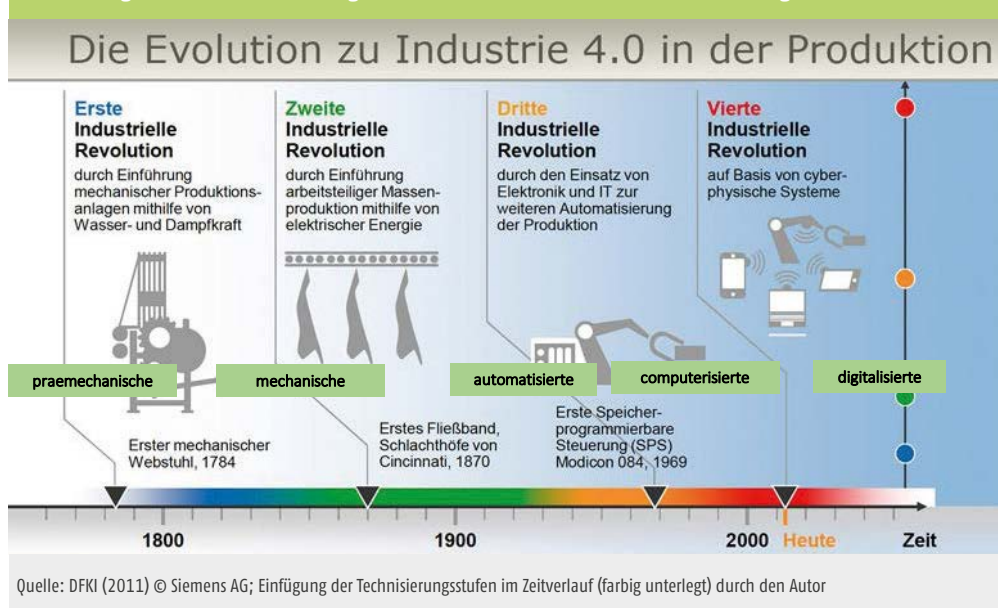 Die Evolution zu Industrie 4.0 in der Produktion
Erste
Industrielle
Revolution
durch Einführung
mechanischer Produktions-
anlagen mithilfe von
Wasser- und Dampfkraft
Zweite
Industrielle
Revolution
durch Einführung
arbeitsteiliger Massen-
produktion mithilfe von
elektrischer Energie
Dritte
Industrielle
Revolution
durch den Einsatz von
Elektronik und IT zur
weiteren Automatisierung
der Produktion
Vierte
Industrielle
Revolution
auf Basis von cyber-
physische Systeme
praemechanische
mechanische
automatisierte
computerisierte
digitalisierte
Erster mechanischer
Webstuhl, 1784
Erstes Fließband,
Schlachthöfe von
Cincinnati, 1870
Erste Speicher-
programmierbare
Steuerung (SPS)
Modicon 084, 1969
1800
1900
2000
Heute
Zeit
Quelle: DFKI (2011) © Siemens AG; Einfügung der Technisierungsstufen im Zeitverlauf (farbig unterlegt) durch den Autor